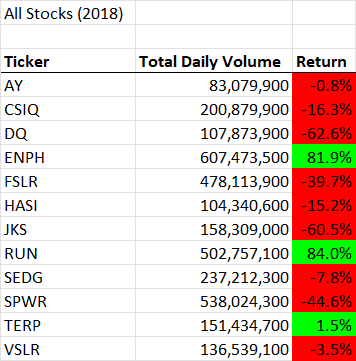 All Stocks (2018)
Ticker Total Daily Volume Return
AY 83,079,900 -0.8%
CSIQ 200,879,900 -16.3%
DQ 107,873,900 -62.6%
ENPH 607,473,500 81.9%
FSLR 478,113,900 -39.7%
HASI 104,340,600 -15.2%
JKS 158,309,000 -60.5%
RUN 502,757,100 84.0%
SEDG 237,212,300 -7.8%
SPWR 538,024,300 -44.6%
TERP 151,434,700 1.5%
VSLR 136,539,100 -3.5%